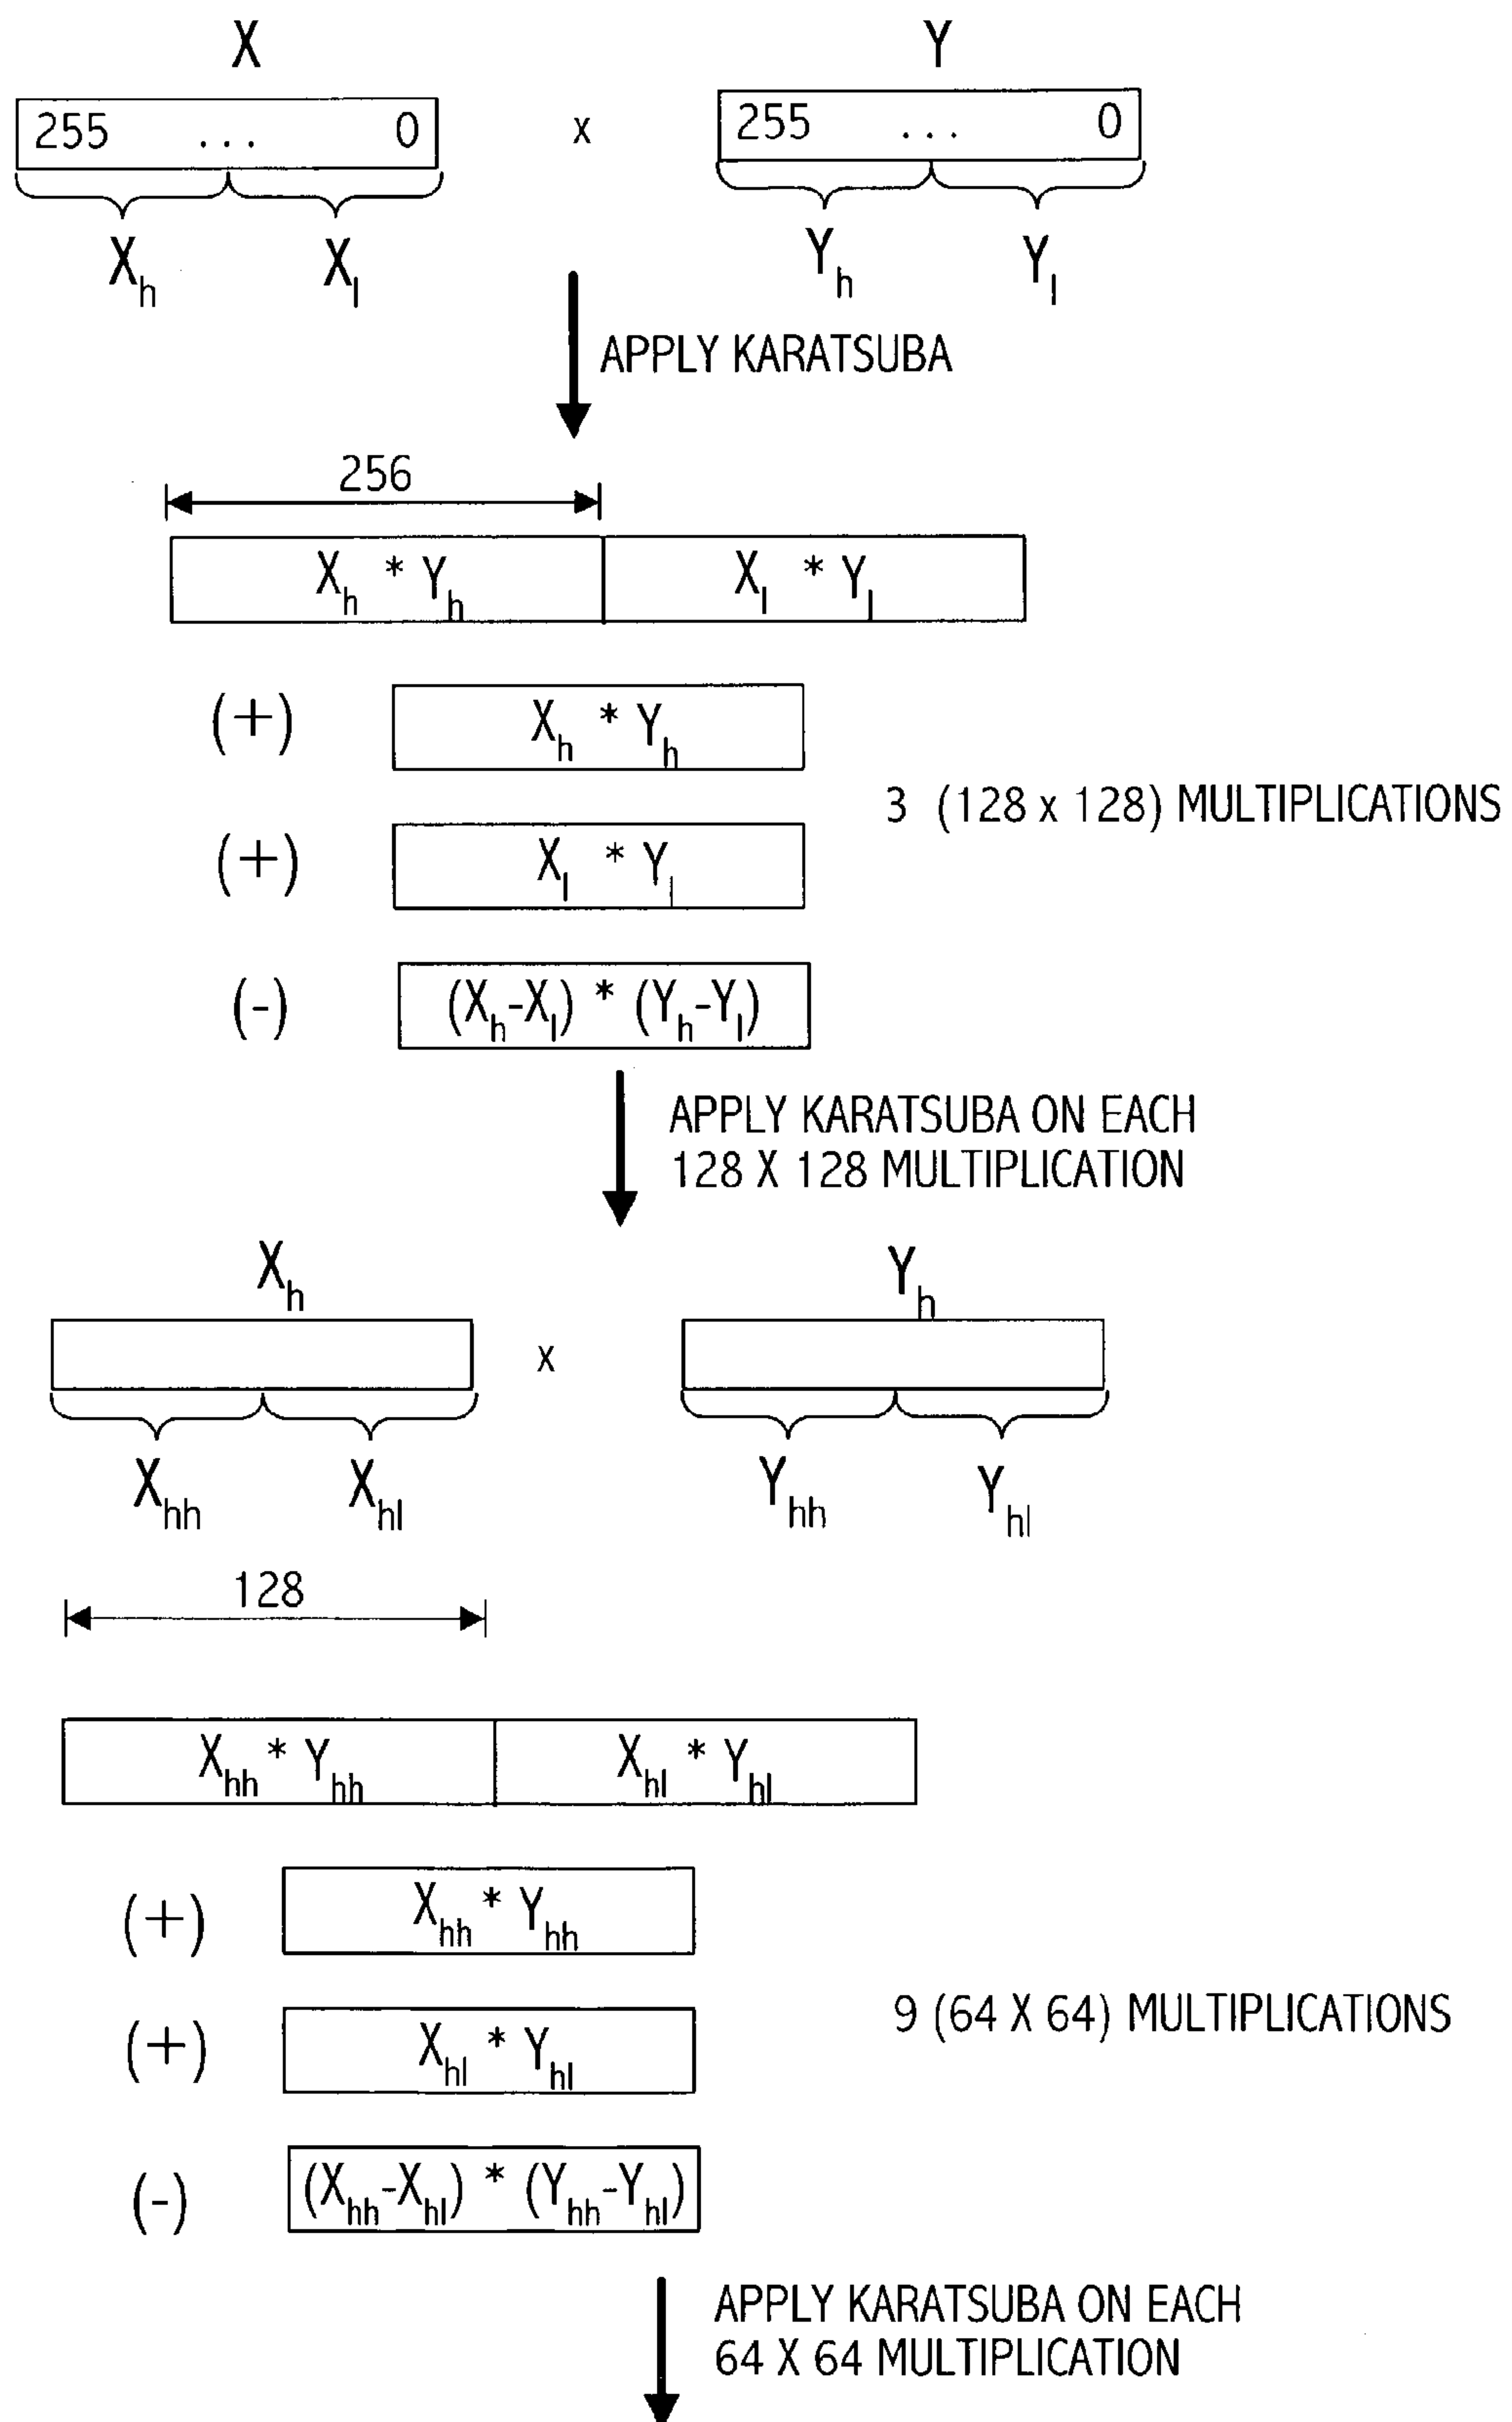 X Y
255 ... 0 x 255 ... 0
Xh Xl Yh Yl
APPLY KARATSUBA
256
Xh * Yh Xl * Yl
(+) Xh * Yh
3 (128 x 128) MULTIPLICATIONS
(+) Xl * Yl
(-) (Xh-Xl) * (Yh-Yl)
APPLY KARATSUBA ON EACH
128 X 128 MULTIPLICATION
Xh Yh
x
Xhh Xhl Yhh Yhl
128
Xhh * Yhh Xhl * Yhl
(+) Xhh * Yhh
9 (64 X 64) MULTIPLICATIONS
(+) Xhl * Yhl
(-) (Xhh-Xhl) * (Yhh-Yhl)
APPLY KARATSUBA ON EACH
64 X 64 MULTIPLICATION